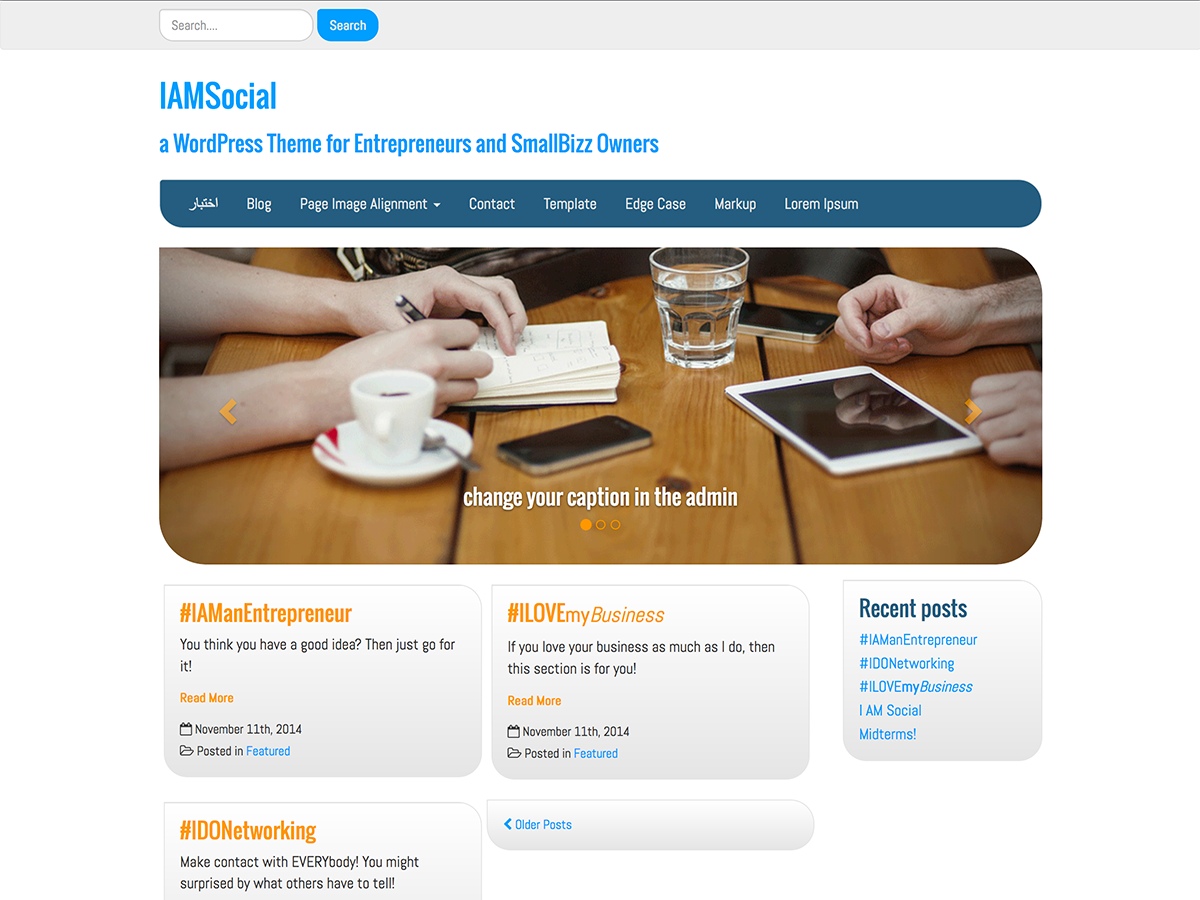 Search....
Search
IAMSocial
a WordPress Theme for Entrepreneurs and SmallBizz Owners
اختبار Blog Page Image Alignment Contact Template Edge Case Markup Lorem Ipsum
change your caption in the admin
#IAManEntrepreneur
You think you have a good idea? Then just go for
it!
Read More
November 11th, 2014
Posted in Featured
#ILOVEmyBusiness
If you love your business as much as I do, then
this section is for you!
Read More
November 11th, 2014
Posted in Featured
Recent posts
#IAManEntrepreneur
#IDONetworking
#ILOVEmyBusiness
I AM Social
Midterms!
#IDONetworking
Make contact with EVERYbody! You might
surprised by what others have to tell!
Older Posts